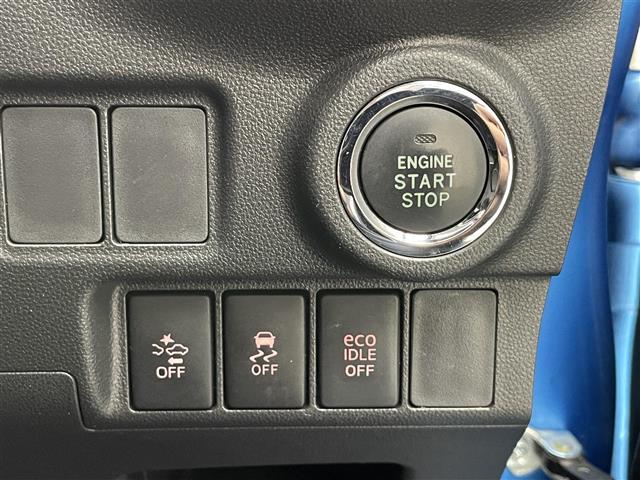 ENGINE
START
STOP
OFF
OFF
eco
IDLE
OFF